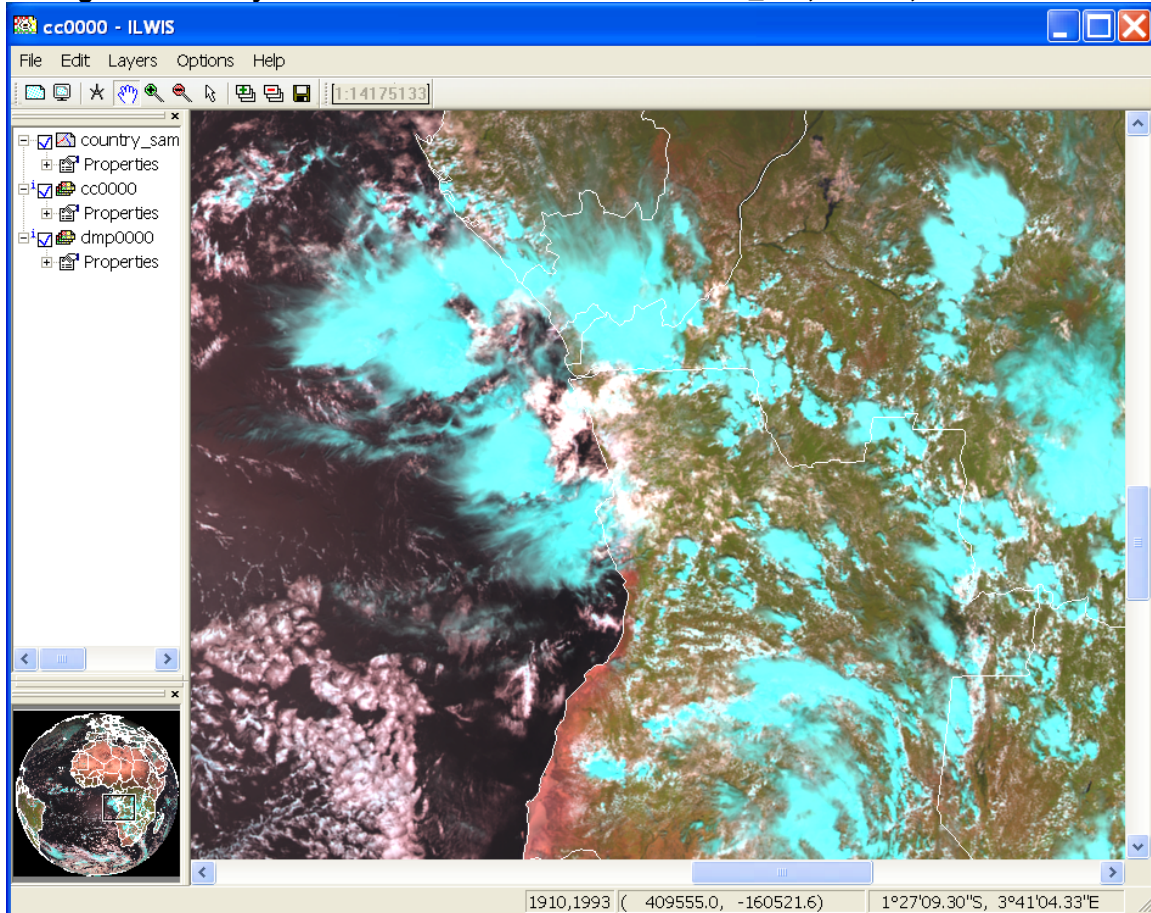 cc0000 - ILWIS
File Edit Layers Options Help
1:14175133
country_sam
Properties
cc0000
Properties
dmp0000
Properties
1910,1993 ( 409555.0, -160521.6) 1°27'09.30"S, 3°41'04.33"E